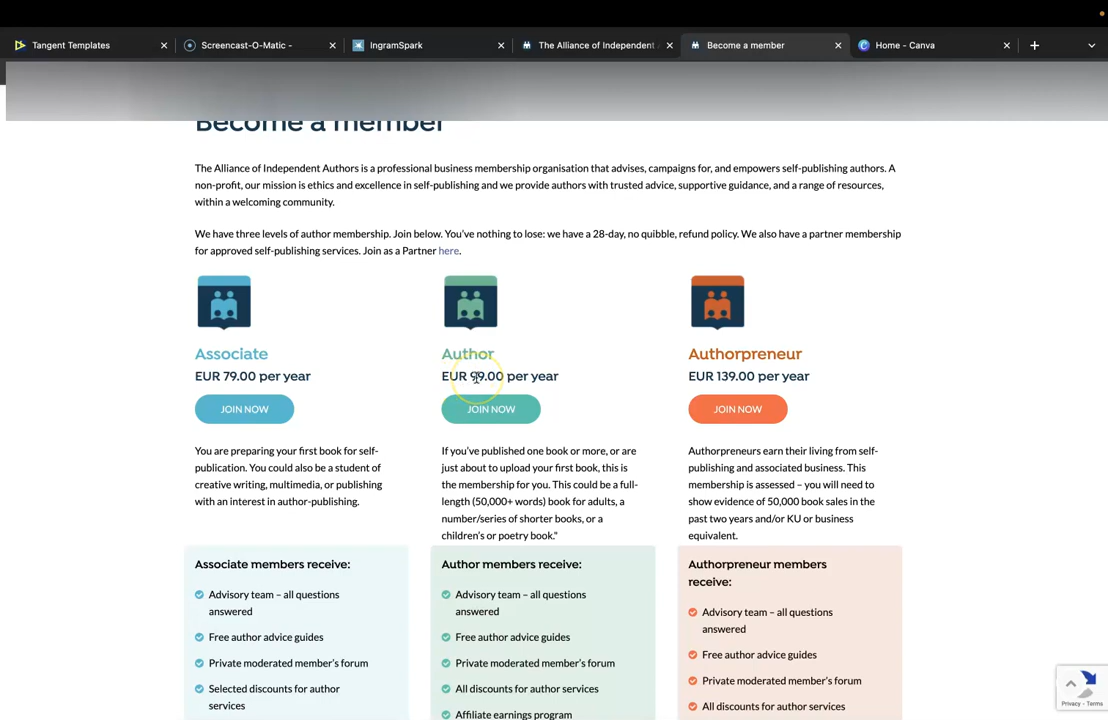 Tangent Templates
Screencast-O-Matic -
IngramSpark
The Alliance of Independent
Become a member
Home - Canva
Become a member
The Alliance of Independent Authors is a professional business membership organisation that advises, campaigns for, and empowers self-publishing authors. A
non-profit, our mission is ethics and excellence in self-publishing and we provide authors with trusted advice, supportive guidance, and a range of resources,
within a welcoming community.
We have three levels of author membership. Join below. You've nothing to lose: we have a 28-day, no quibble, refund policy. We also have a partner membership
for approved self-publishing services. Join as a Partner here.
Associate
EUR 79.00 per year
JOIN NOW
You are preparing your first book for self-
publication. You could also be a student of
creative writing, multimedia, or publishing
with an interest in author-publishing.
Associate members receive:
Advisory team – all questions
answered
Free author advice guides
Private moderated member's forum
Selected discounts for author
services
Author
EUR 99.00 per year
JOIN NOW
If you've published one book or more, or are
just about to upload your first book, this is
the membership for you. This could be a full-
length (50,000+ words) book for adults, a
number/series of shorter books, or a
children's or poetry book."
Author members receive:
Advisory team – all questions
answered
Free author advice guides
Private moderated member's forum
All discounts for author services
Affiliate earnings program
Authorpreneur
EUR 139.00 per year
JOIN NOW
Authorpreneurs earn their living from self-
publishing and associated business. This
membership is assessed – you will need to
show evidence of 50,000 book sales in the
past two years and/or KU or business
equivalent.
Authorpreneur members
receive:
Advisory team – all questions
answered
Free author advice guides
Private moderated member's forum
All discounts for author services
Privacy - Terms